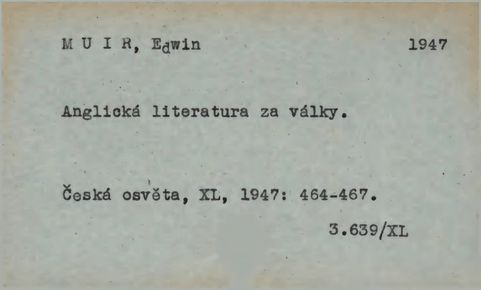 M U I R, Edwin 1947
Anglická literatura za války.
Česká osvěta, XL, 1947: 464-467.
3.639/XL